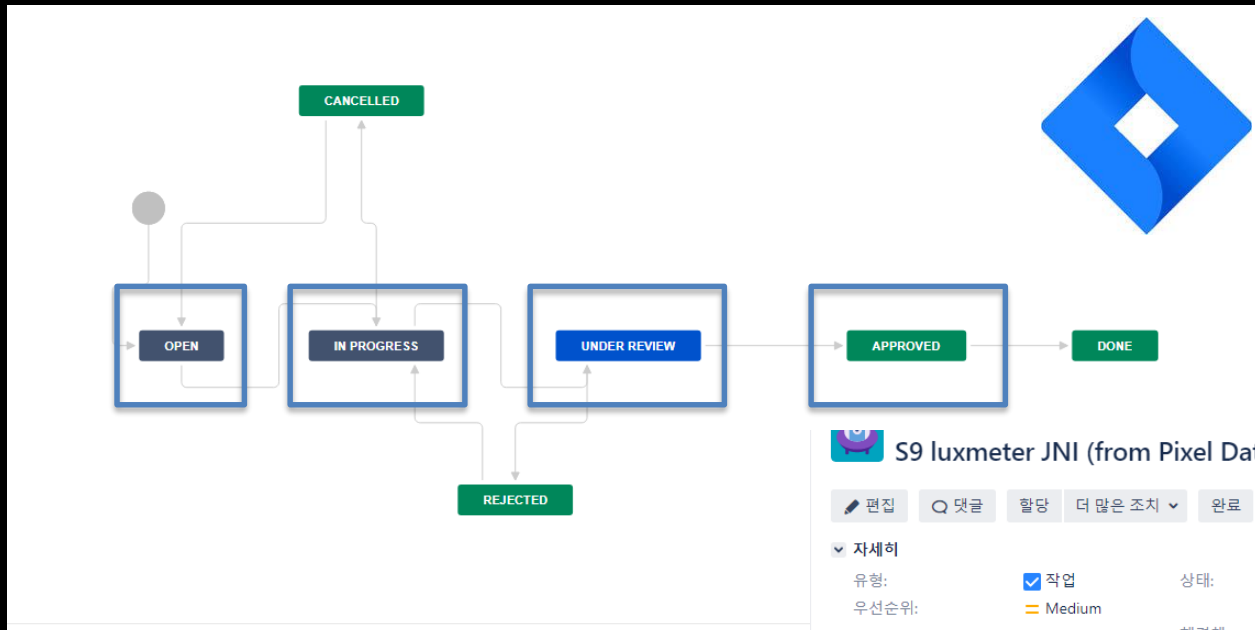 CANCELLED
OPEN
IN PROGRESS
UNDER REVIEW
APPROVED
DONE
REJECTED
S9 luxmeter JNI (from Pixel
편집 댓글 할당 더 많은 조치 완료
자세히
유형: 작업 상태:
우선순위: Medium